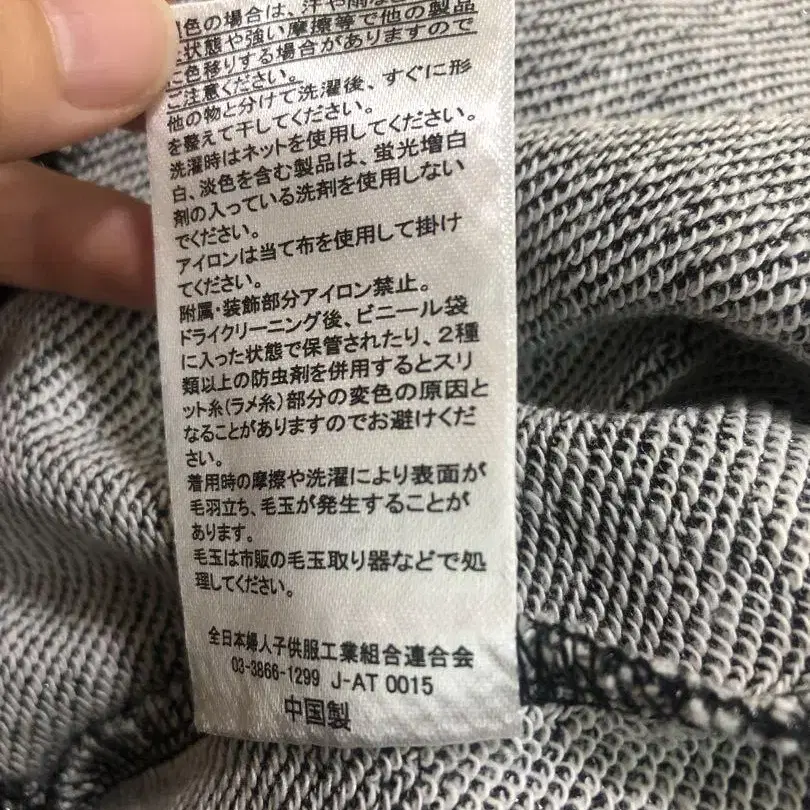 色の場合は、汗や雨な
状態や強い摩擦等で他の製品
に色移りする場合がありますので
ご注意ください。
他の物と分けて洗濯後、すぐに形
を整えて干してください。
洗濯時はネットを使用してください。
白、淡色を含む製品は、蛍光増白
剤の入っている洗剤を使用しない
でください。
アイロンは当て布を使用して掛け
てください。
附属・装飾部分アイロン禁止。
ドライクリーニング後、ビニール袋
に入った状態で保管されたり、2種
類以上の防虫剤を併用するとスリ
ット糸(ラメ糸)部分の変色の原因と
なることがありますのでお避けくだ
さい。
着用時の摩擦や洗濯により表面が
毛羽立ち、毛玉が発生することが
あります。
毛玉は市販の毛玉取り器などで処
理してください。
全日本婦人子供服工業組合連合会
03-3866-1299 J-AT 0015
中国製